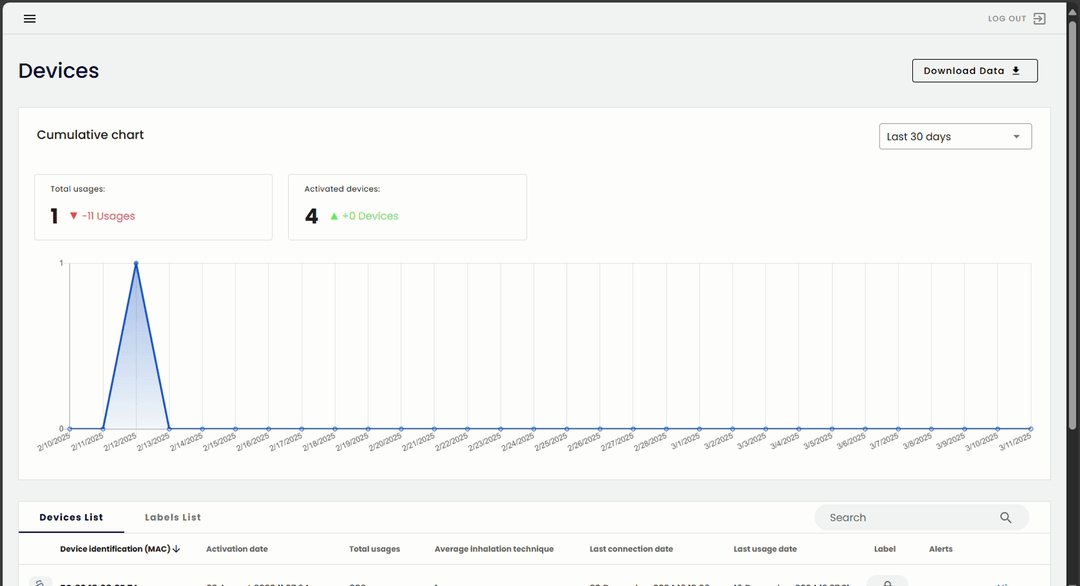 LOG OUT
Devices
Download Data
Cumulative chart
Last 30 days
Total usages:
1 ▼ -11 Usages
Activated devices:
4 ▲ +0 Devices
1
0
2/10/2025 2/11/2025 2/12/2025 2/13/2025 2/14/2025 2/15/2025 2/16/2025 2/17/2025 2/18/2025 2/19/2025 2/20/2025 2/21/2025 2/22/2025 2/23/2025 2/24/2025 2/25/2025 2/26/2025 2/27/2025 2/28/2025 3/1/2025 3/2/2025 3/3/2025 3/4/2025 3/5/2025 3/6/2025 3/7/2025 3/8/2025 3/9/2025 3/10/2025 3/11/2025
Devices List Labels List Search
Device identification (MAC) Activation date Total usages Average inhalation technique Last connection date Last usage date Label Alerts